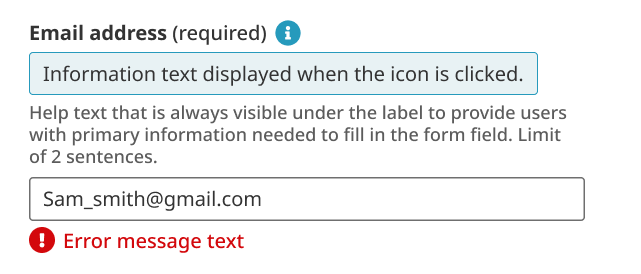 Email address (required)
Information text displayed when the icon is clicked.
Help text that is always visible under the label to provide users
with primary information needed to fill in the form field. Limit
of 2 sentences.
Sam_smith@gmail.com
Error message text